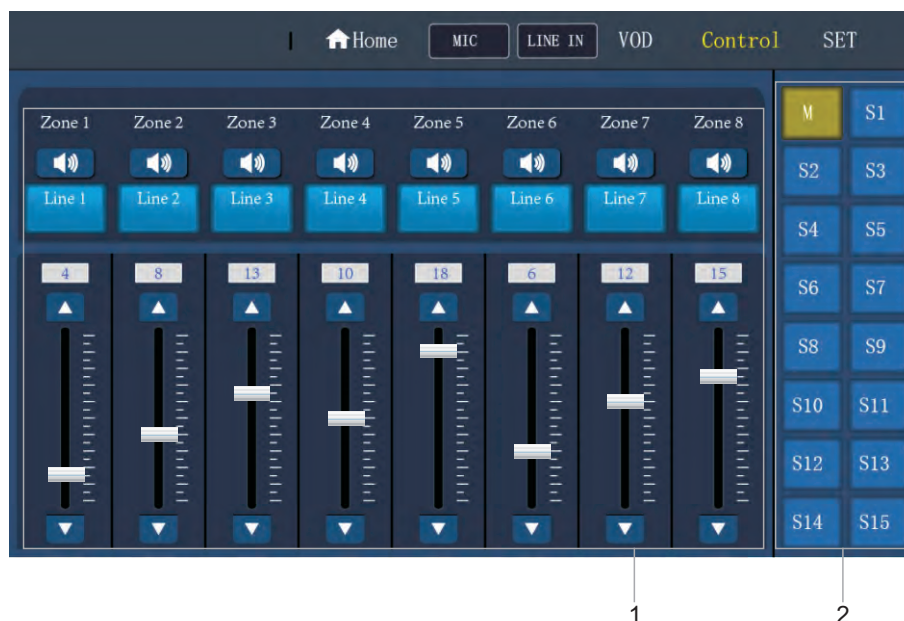 Home MIC LINE IN VOD Control SET
Zone 1 Zone 2 Zone 3 Zone 4 Zone 5 Zone 6 Zone 7 Zone 8
Line 1 Line 2 Line 3 Line 4 Line 5 Line 6 Line 7 Line 8
4 8 13 10 18 6 12 15
M S1
S2 S3
S4 S5
S6 S7
S8 S9
S10 S11
S12 S13
S14 S15
1 2